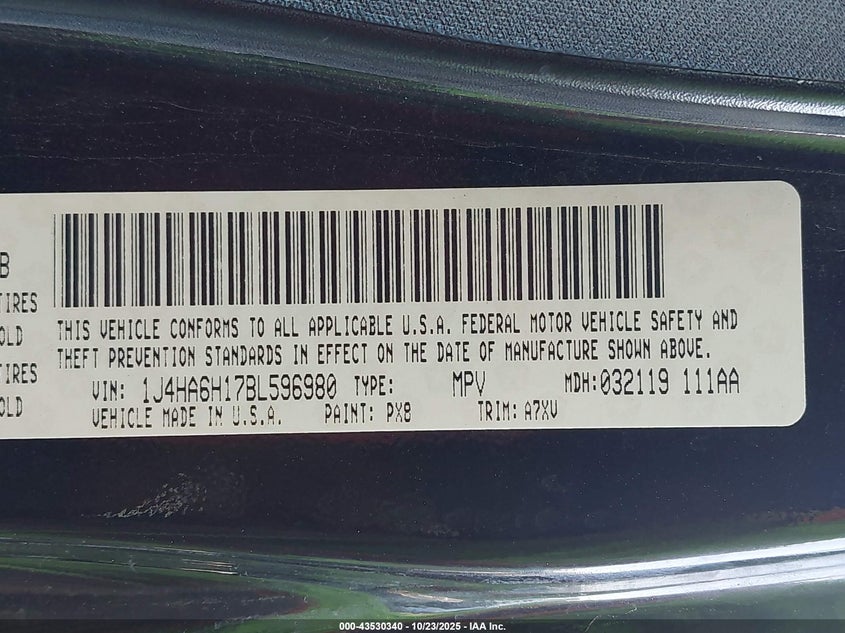 B
TIRES
OLD
TIRES
OLD
THIS VEHICLE CONFORMS TO ALL APPLICABLE U.S.A. FEDERAL MOTOR VEHICLE SAFETY AND
THEFT PREVENTION STANDARDS IN EFFECT ON THE DATE OF MANUFACTURE SHOWN ABOVE.
VIN: 1J4HA6H17BL596980 TYPE: MPV MDH:032119 111AA
VEHICLE MADE IN U.S.A. PAINT: PX8 TRIM: A7XV
000-43530340 - 10/23/2025 - IAA Inc.